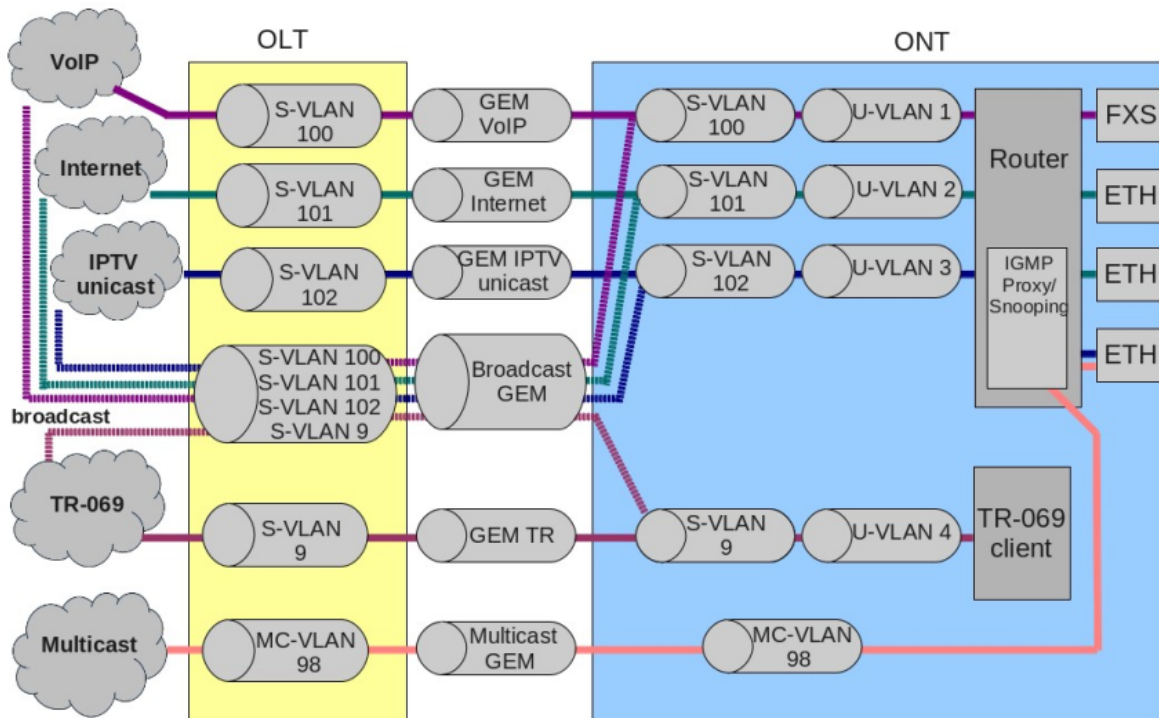 OLT
ONT
VoIP
S-VLAN
100
GEM
VoIP
S-VLAN
100
U-VLAN 1
Router
FXS
Internet
S-VLAN
101
GEM
Internet
S-VLAN
101
U-VLAN 2
ETH
IPTV
unicast
S-VLAN
102
GEM IPTV
unicast
S-VLAN
102
U-VLAN 3
IGMP
Proxy/
Snooping
ETH
ETH
S-VLAN 100
S-VLAN 101
S-VLAN 102
S-VLAN 9
Broadcast
GEM
broadcast
TR-069
S-VLAN
9
GEM TR
S-VLAN
9
U-VLAN 4
TR-069
client
Multicast
MC-VLAN
98
Multicast
GEM
MC-VLAN
98